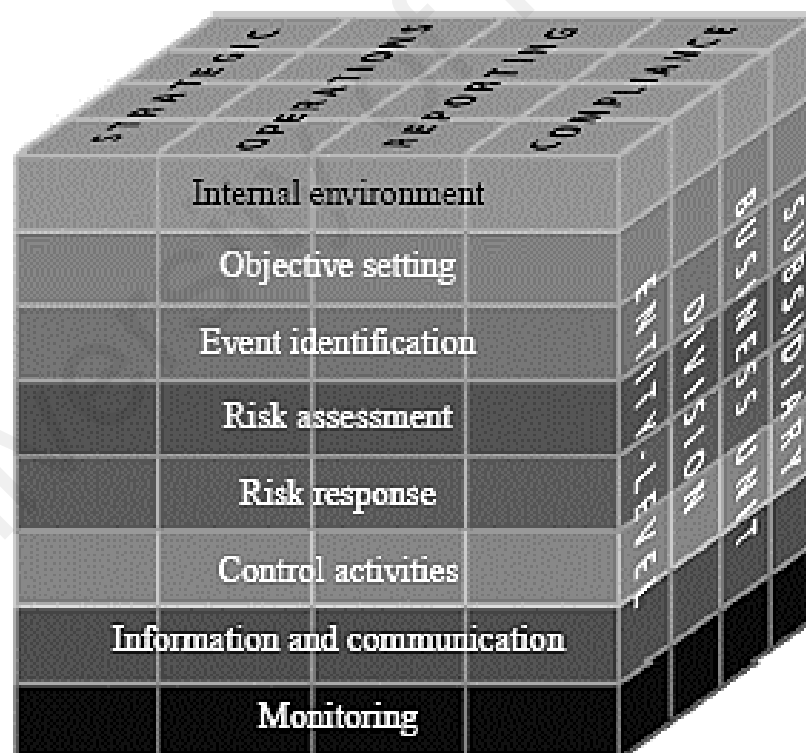 STRATEGIC
OPERATIONS
REPORTING
COMPLIANCE
Internal environment
Objective setting
Event identification
Risk assessment
Risk response
Control activities
Information and communication
Monitoring
ENTITY-LEVEL
DIVISION
BUSINESS UNIT
SUBSIDIARY